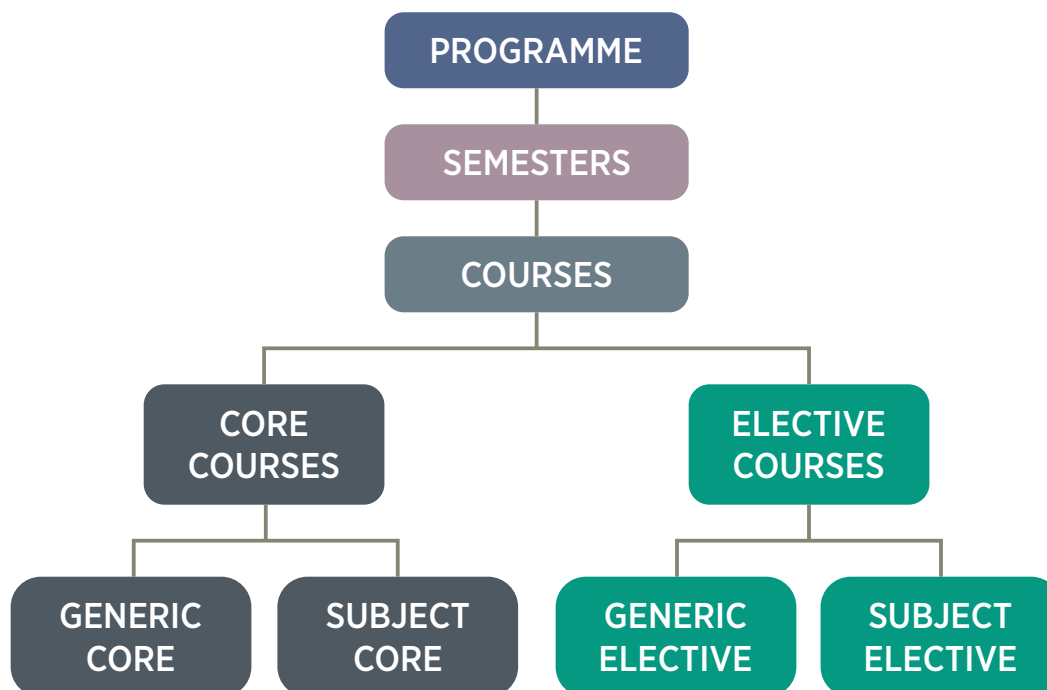 PROGRAMME
SEMESTERS
COURSES
CORE
COURSES
ELECTIVE
COURSES
GENERIC
CORE
SUBJECT
CORE
GENERIC
ELECTIVE
SUBJECT
ELECTIVE